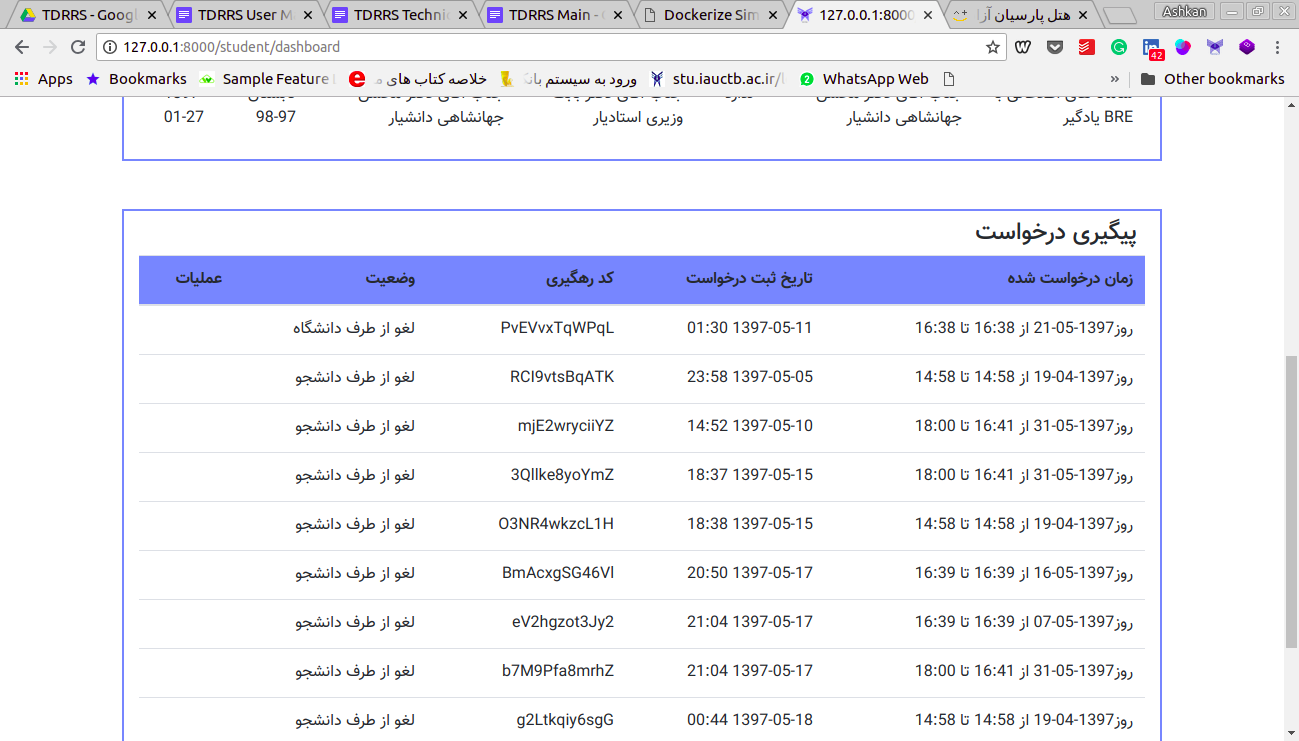 TDRRS - Googl
TDRRS User M
TDRRS Technic
TDRRS Main - G
Dockerize Sim
127.0.0.1:8000
هتل پارسیان آزا
Ashkan
127.0.0.1:8000/student/dashboard
42
Apps
Bookmarks
Sample Feature
خلاصه کتاب های
ورود به سیستم بانک
stu.iauctb.ac.ir/
2
WhatsApp Web
»
Other bookmarks
BRE یادگیر جهانشاهی دانشیار وزیری استادیار جهانشاهی دانشیار 98-97 01-27
پیگیری درخواست
زمان درخواست شده تاریخ ثبت درخواست کد رهگیری وضعیت عملیات
روز1397-05-21 از 16:38 تا 16:38 1397-05-11 01:30 PvEVvxTqWPqL لغو از طرف دانشگاه
روز1397-04-19 از 14:58 تا 14:58 1397-05-05 23:58 RCl9vtsBqATK لغو از طرف دانشجو
روز1397-05-31 از 16:41 تا 18:00 1397-05-10 14:52 mjE2wryciiYZ لغو از طرف دانشجو
روز1397-05-31 از 16:41 تا 18:00 1397-05-15 18:37 3Qllke8yoYmZ لغو از طرف دانشجو
روز1397-04-19 از 14:58 تا 14:58 1397-05-15 18:38 O3NR4wkzcL1H لغو از طرف دانشجو
روز1397-05-16 از 16:39 تا 16:39 1397-05-17 20:50 BmAcxgSG46Vl لغو از طرف دانشجو
روز1397-05-07 از 16:39 تا 16:39 1397-05-17 21:04 eV2hgzot3Jy2 لغو از طرف دانشجو
روز1397-05-31 از 16:41 تا 18:00 1397-05-17 21:04 b7M9Pfa8mrhZ لغو از طرف دانشجو
روز1397-04-19 از 14:58 تا 14:58 1397-05-18 00:44 g2Ltkqiy6sgG لغو از طرف دانشجو